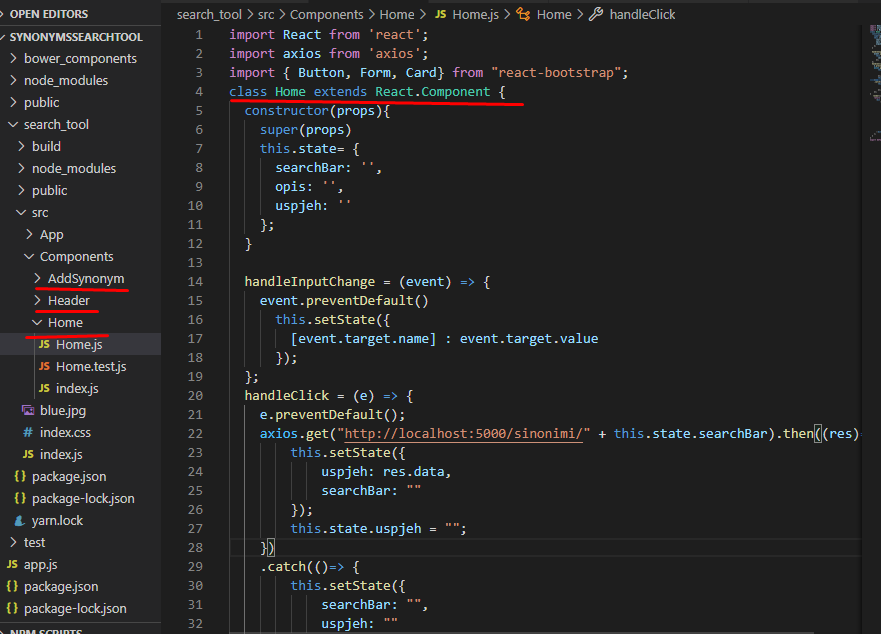 OPEN EDITORS
SYNONYMSSEARCHTOOL
bower_components
node_modules
public
search_tool
build
node_modules
public
src
App
Components
AddSynonym
Header
Home
JS Home.js
JS Home.test.js
JS index.js
blue.jpg
# index.css
JS index.js
{} package.json
{} package-lock.json
yarn.lock
test
JS app.js
{} package.json
{} package-lock.json
NPM SCRIPTS
search_tool > src > Components > Home > JS Home.js > Home > handleClick
1 import React from 'react';
2 import axios from 'axios';
3 import { Button, Form, Card} from "react-bootstrap";
4 class Home extends React.Component {
5 constructor(props){
6 super(props)
7 this.state= {
8 searchBar: '',
9 opis: '',
10 uspjeh: ''
11 };
12 }
13
14 handleInputChange = (event) => {
15 event.preventDefault()
16 this.setState({
17 [event.target.name] : event.target.value
18 });
19 };
20 handleClick = (e) => {
21 e.preventDefault();
22 axios.get("http://localhost:5000/sinonimi/" + this.state.searchBar).then((res)
23 this.setState({
24 uspjeh: res.data,
25 searchBar: ""
26 });
27 this.state.uspjeh = "";
28 })
29 .catch(()=> {
30 this.setState({
31 searchBar: "",
32 uspjeh: ""